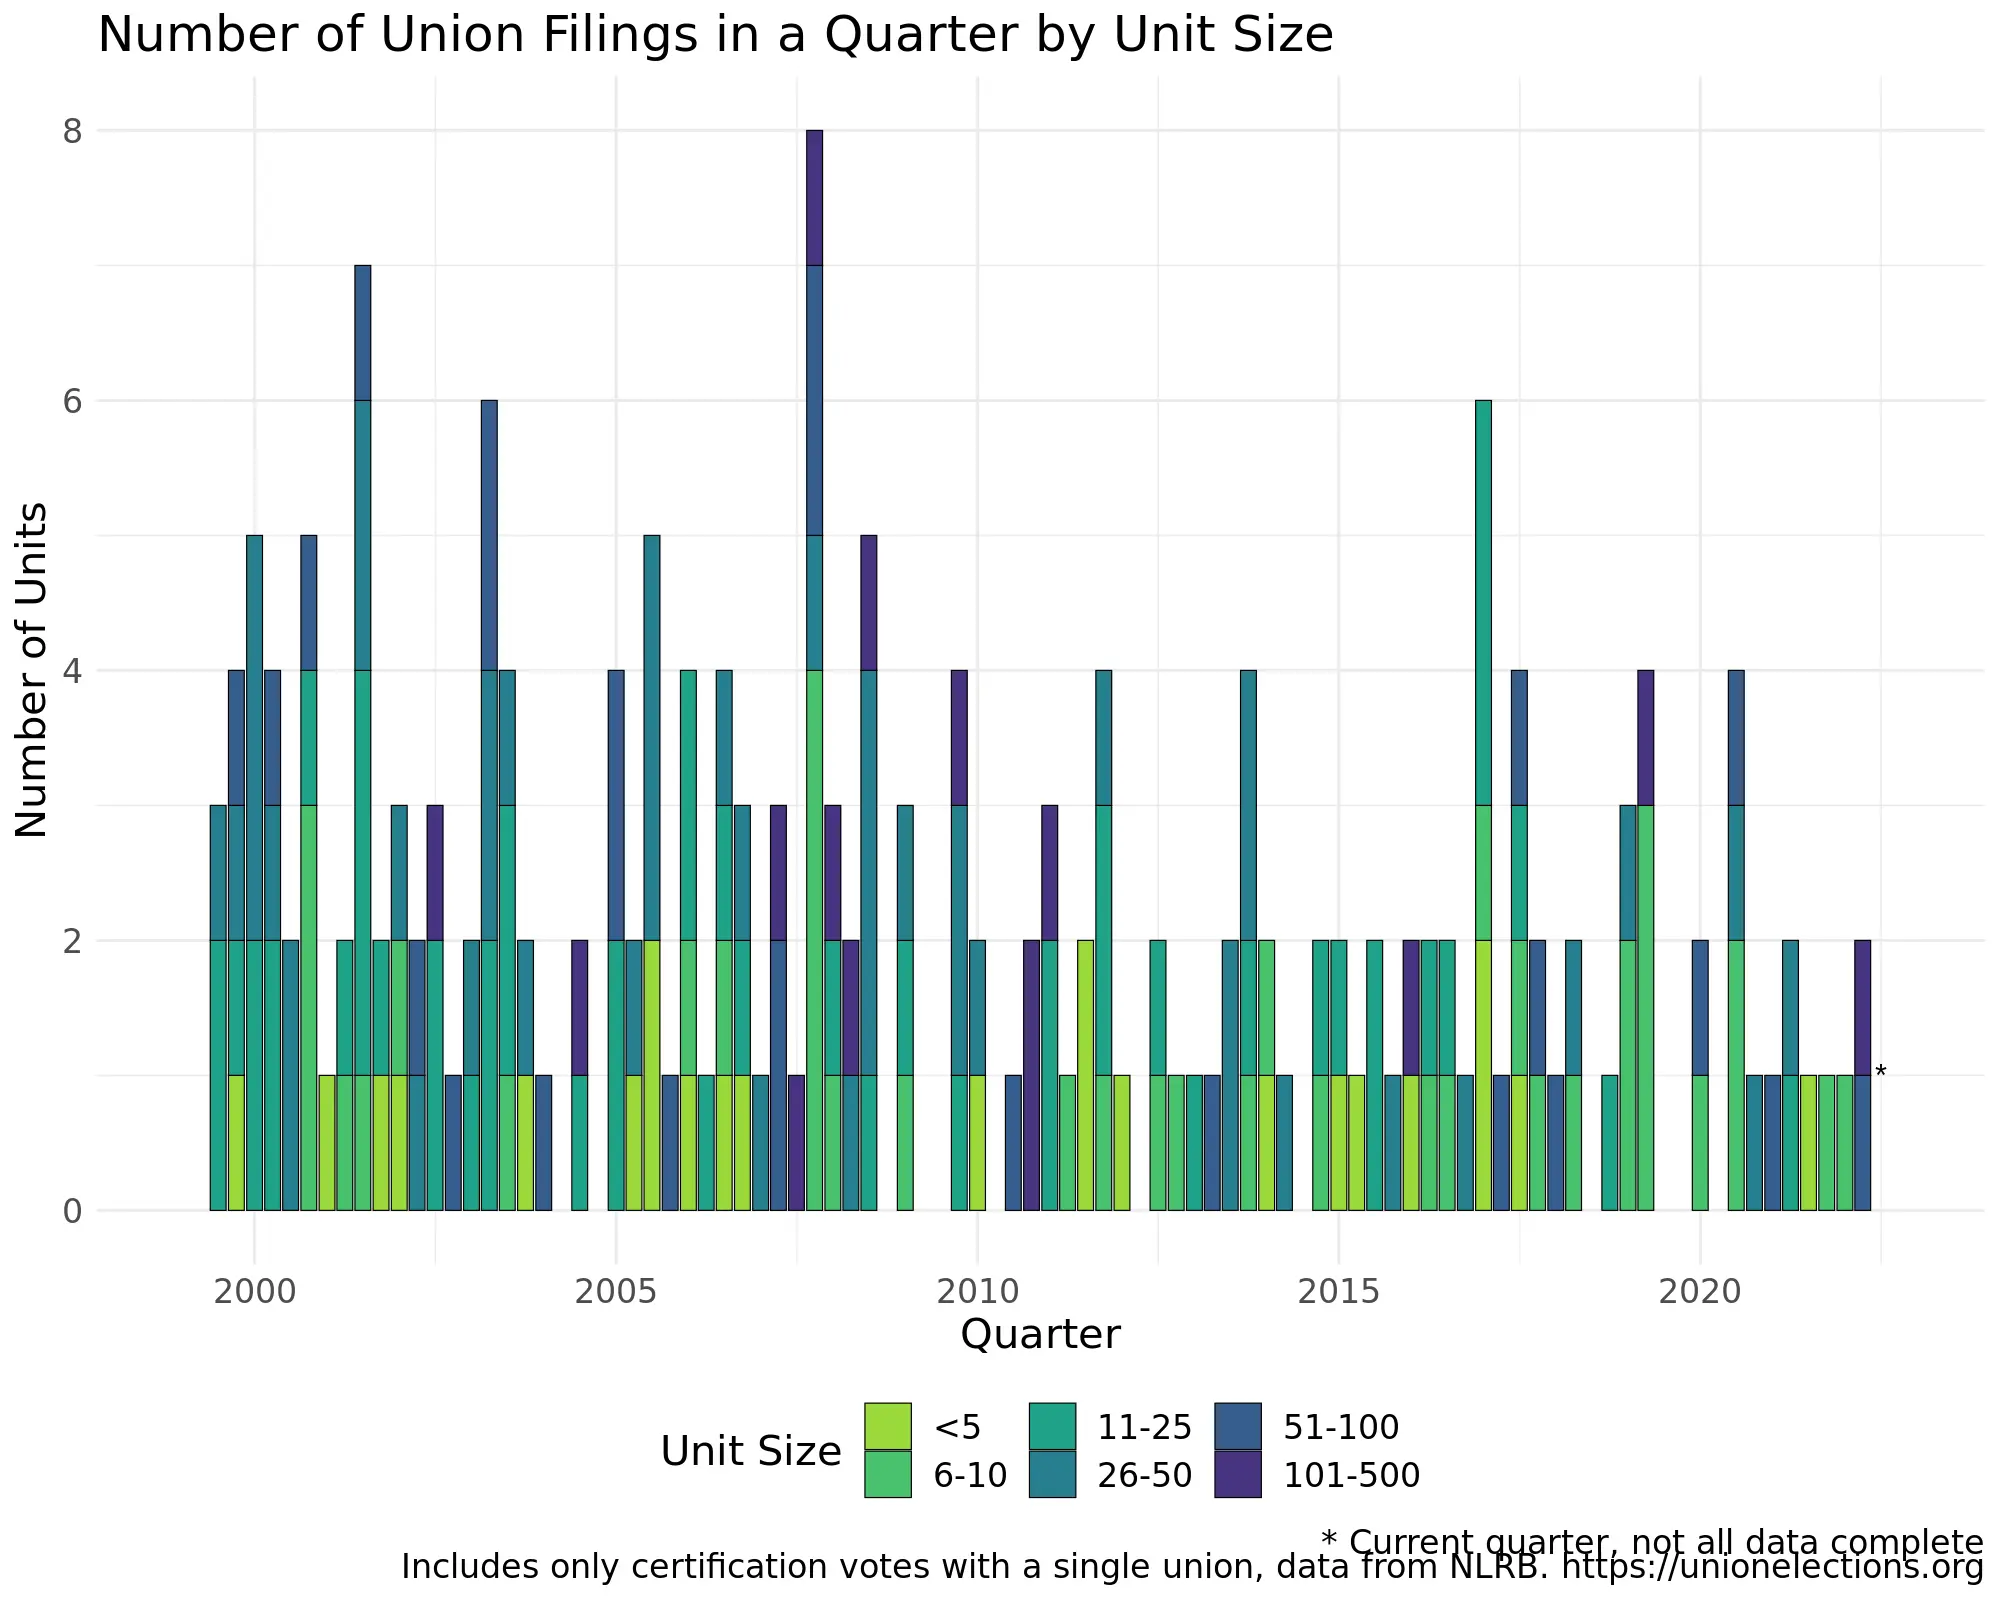 Number of Union Filings in a Quarter by Unit Size
Number of Units
8
6
4
2
0
*
2000 2005 2010 2015 2020
Quarter
Unit Size
<5 11-25 51-100
6-10 26-50 101-500
* Current quarter, not all data complete
Includes only certification votes with a single union, data from NLRB. https://unionelections.org